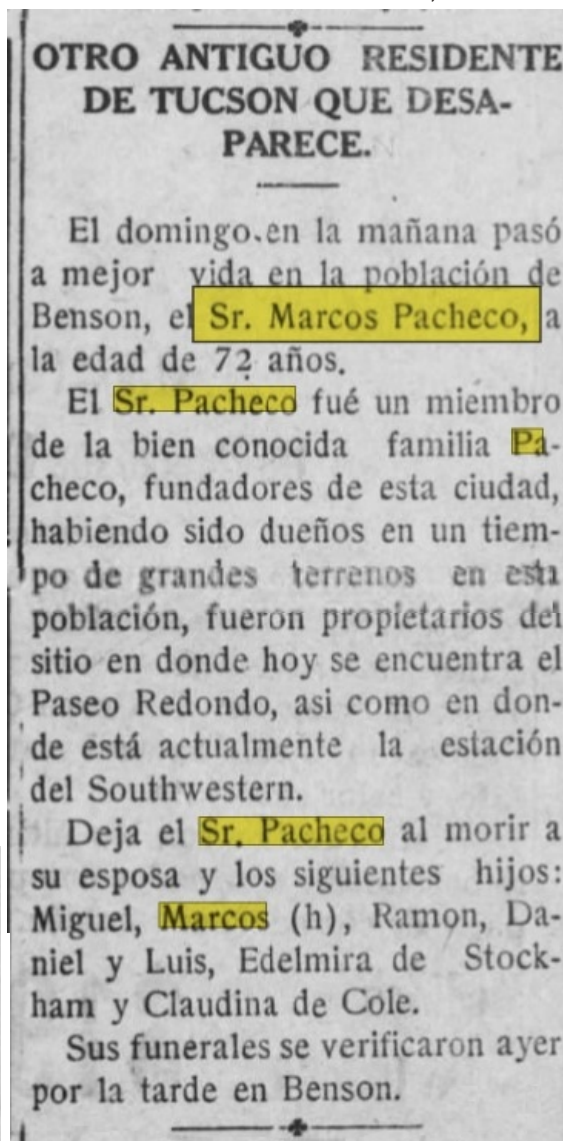 OTRO ANTIGUO RESIDENTE
DE TUCSON QUE DESA-
PARECE.
El domingo en la mañana pasó
a mejor vida en la población de
Benson, el Sr. Marcos Pacheco, a
la edad de 72 años.
El Sr. Pacheco fué un miembro
de la bien conocida familia Pa-
checo, fundadores de esta ciudad,
habiendo sido dueños en un tiem-
po de grandes terrenos en esta
población, fueron propietarios del
sitio en donde hoy se encuentra el
Paseo Redondo, asi como en don-
de está actualmente la estación
del Southwestern.
Deja el Sr. Pacheco al morir a
su esposa y los siguientes hijos:
Miguel, Marcos (h), Ramon, Da-
niel y Luis, Edelmira de Stock-
ham y Claudina de Cole.
Sus funerales se verificaron ayer
por la tarde en Benson.